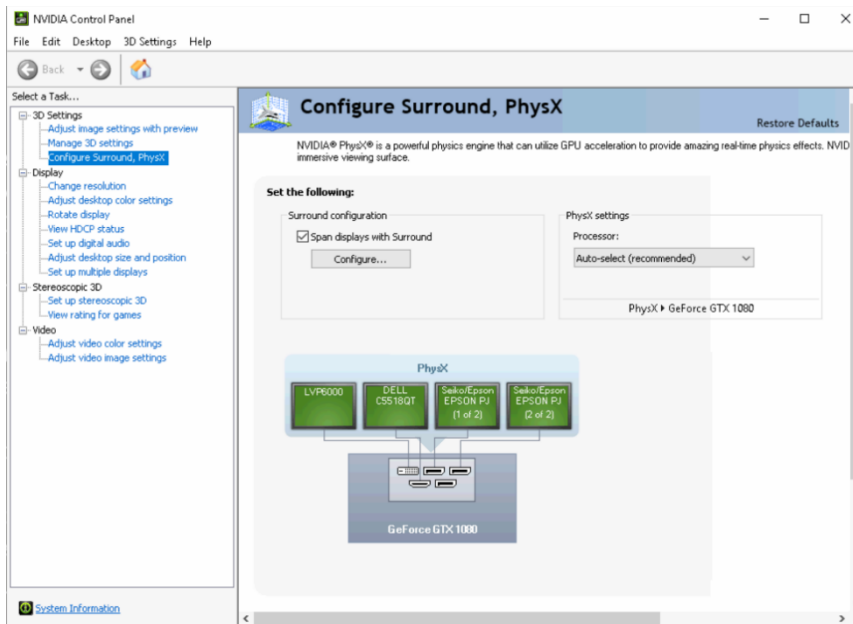 NVIDIA Control Panel
File Edit Desktop 3D Settings Help
Back
Select a Task...
3D Settings
Adjust image settings with preview
Manage 3D settings
Configure Surround, PhysX
Display
Change resolution
Adjust desktop color settings
Rotate display
View HDCP status
Set up digital audio
Adjust desktop size and position
Set up multiple displays
Stereoscopic 3D
Set up stereoscopic 3D
View rating for games
Video
Adjust video color settings
Adjust video image settings
System Information
Configure Surround, PhysX
Restore Defaults
NVIDIA® PhysX® is a powerful physics engine that can utilize GPU acceleration to provide amazing real-time physics effects. NVID
immersive viewing surface.
Set the following:
Surround configuration
Span displays with Surround
Configure...
PhysX settings
Processor:
Auto-select (recommended)
PhysX GeForce GTX 1080
PhysX
LVP6000
DELL
C5518QT
Seiko/Epson
EPSON PJ
(1 of 2)
Seiko/Epson
EPSON PJ
(2 of 2)
GeForce GTX 1080